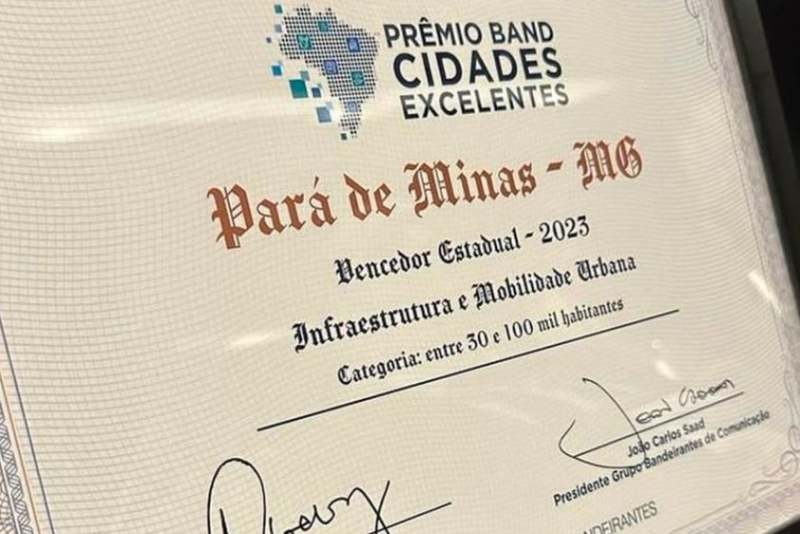 PRÊMIO BAND
CIDADES
EXCELENTES
Pará de Minas - MG
Vencedor Estadual - 2023
Infraestrutura e Mobilidade Urbana
Categoria: entre 30 e 100 mil habitantes
João Carlos Saad
Presidente Grupo Bandeirantes de Comunicação